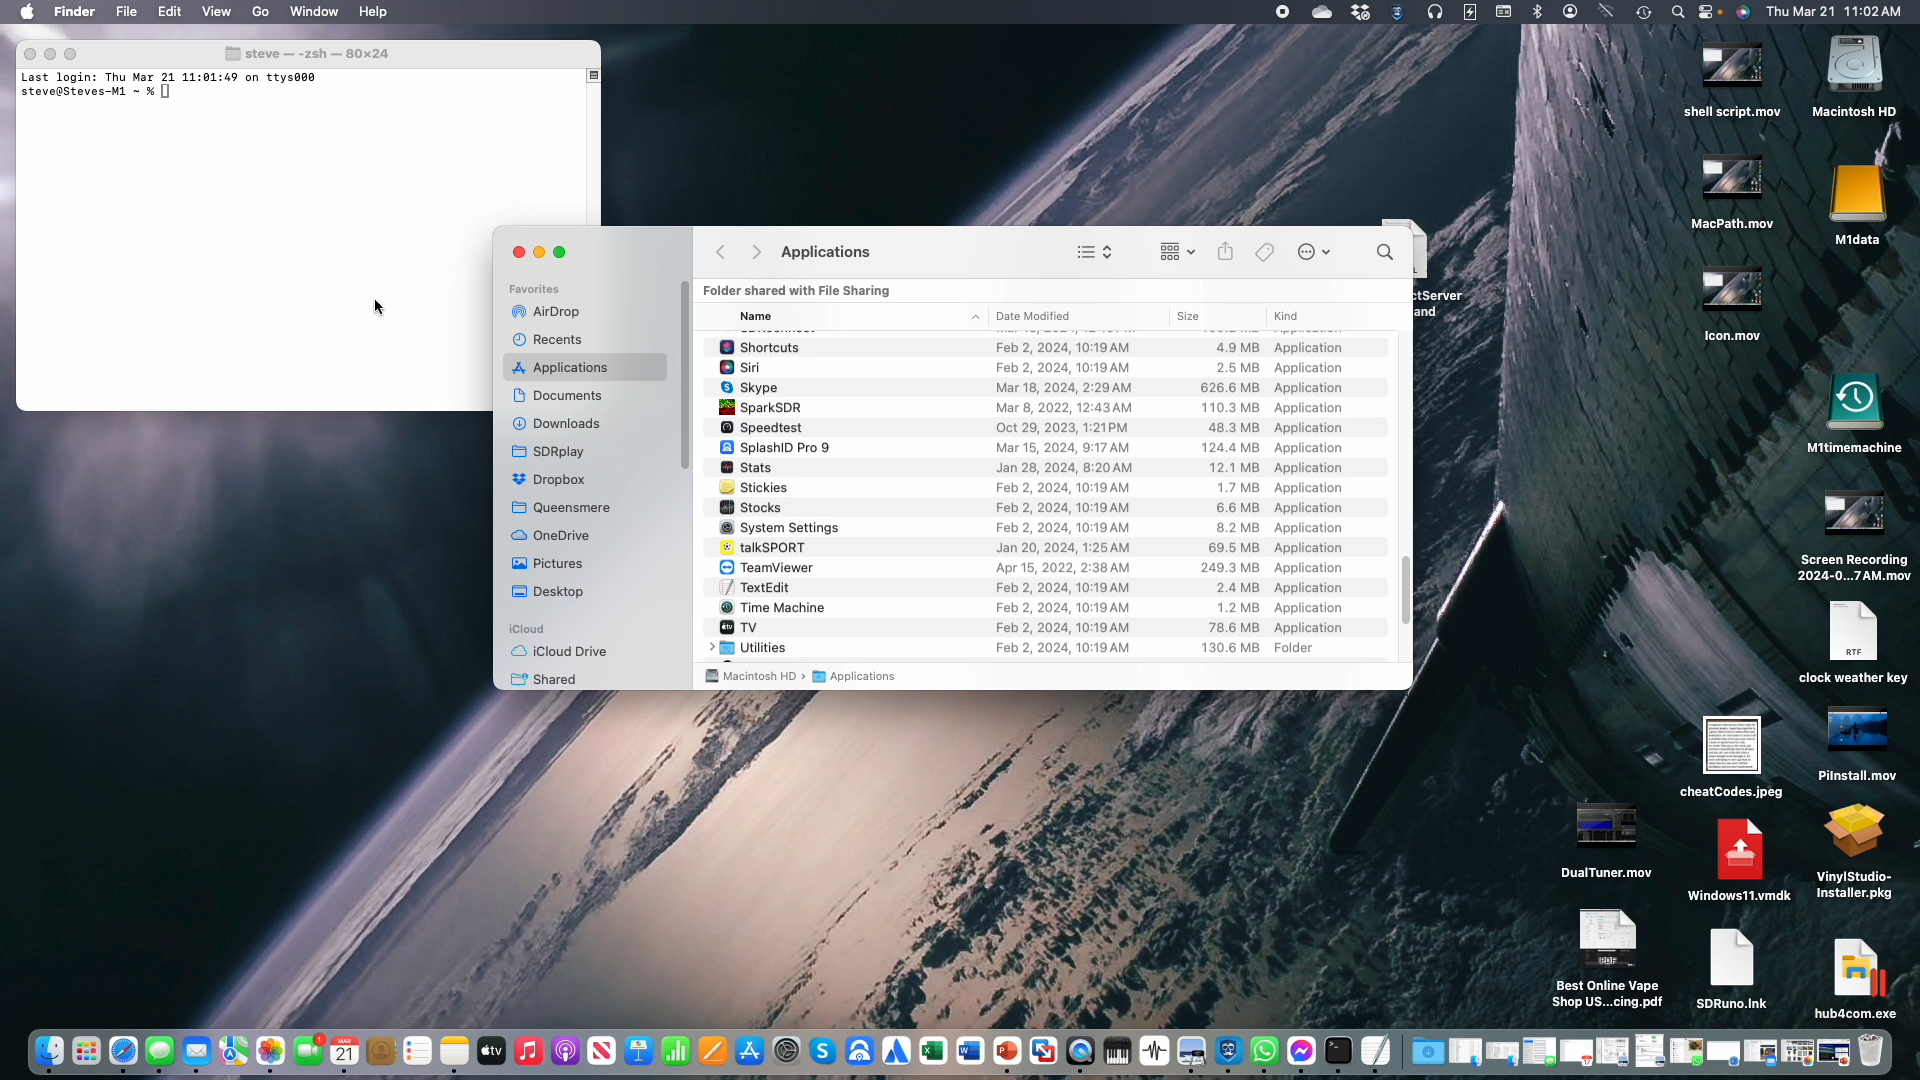 Finder File Edit View Go Window Help
Thu Mar 21 11:02 AM
steve — -zsh — 80×24
Last login: Thu Mar 21 11:01:49 on ttys000
steve@Steves-M1 ~ %
Applications
Folder shared with File Sharing
Name Date Modified Size Kind
Shortcuts Feb 2, 2024, 10:19 AM 4.9 MB Application
Siri Feb 2, 2024, 10:19 AM 2.5 MB Application
Skype Mar 18, 2024, 2:29 AM 626.6 MB Application
SparkSDR Mar 8, 2022, 12:43 AM 110.3 MB Application
Speedtest Oct 29, 2023, 1:21 PM 48.3 MB Application
SplashID Pro 9 Mar 15, 2024, 9:17 AM 124.4 MB Application
Stats Jan 28, 2024, 8:20 AM 12.1 MB Application
Stickies Feb 2, 2024, 10:19 AM 1.7 MB Application
Stocks Feb 2, 2024, 10:19 AM 6.6 MB Application
System Settings Feb 2, 2024, 10:19 AM 8.2 MB Application
talkSPORT Jan 20, 2024, 1:25 AM 69.5 MB Application
TeamViewer Apr 15, 2022, 2:38 AM 249.3 MB Application
TextEdit Feb 2, 2024, 10:19 AM 2.4 MB Application
Time Machine Feb 2, 2024, 10:19 AM 1.2 MB Application
TV Feb 2, 2024, 10:19 AM 78.6 MB Application
Utilities Feb 2, 2024, 10:19 AM 130.6 MB Folder
Macintosh HD › Applications
Favorites
AirDrop
Recents
Applications
Documents
Downloads
SDRplay
Dropbox
Queensmere
OneDrive
Pictures
Desktop
iCloud
iCloud Drive
Shared
ctServer
and
shell script.mov
Macintosh HD
MacPath.mov
M1data
Icon.mov
M1timemachine
Screen Recording
2024-0...7AM.mov
RTF
clock weather key
PiInstall.mov
cheatCodes.jpeg
DualTuner.mov
Windows11.vmdk
VinylStudio-
Installer.pkg
PDF
Best Online Vape
Shop US...cing.pdf
SDRuno.lnk
hub4com.exe
MAR
21
1
tv